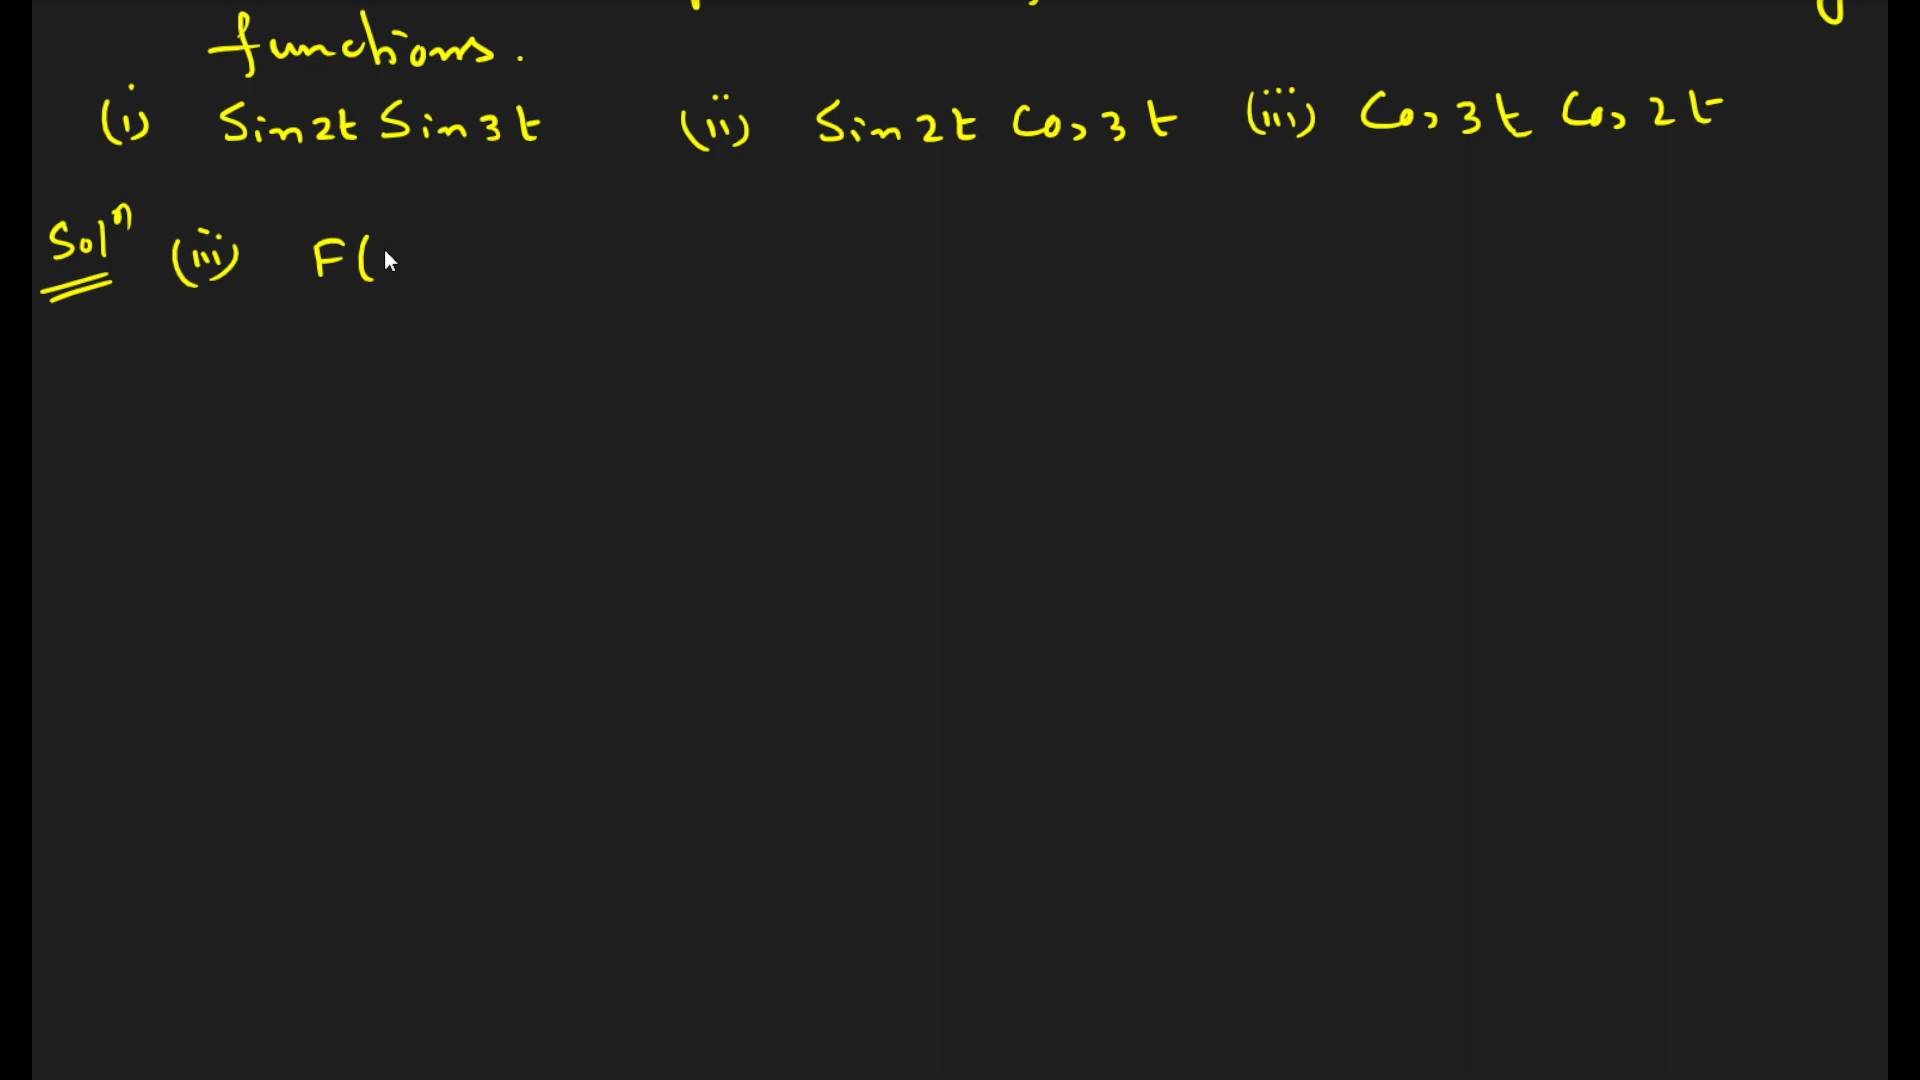 functions.
(i) Sin2t Sin3t (ii) Sin2t Cos3t (iii) Cos3t Cos2t
Solⁿ (iii) F(